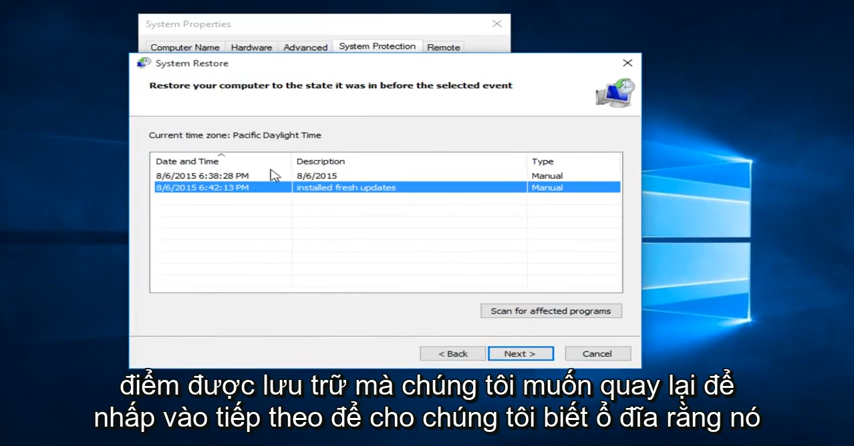 System Properties
Computer Name Hardware Advanced System Protection Remote
System Restore
Restore your computer to the state it was in before the selected event
Current time zone: Pacific Daylight Time
Date and Time Description Type
8/6/2015 6:38:28 PM 8/6/2015 Manual
8/6/2015 6:42:13 PM installed fresh updates Manual
Scan for affected programs
< Back Next > Cancel
điểm được lưu trữ mà chúng tôi muốn quay lại để
nhấp vào tiếp theo để cho chúng tôi biết ổ đĩa rằng nó